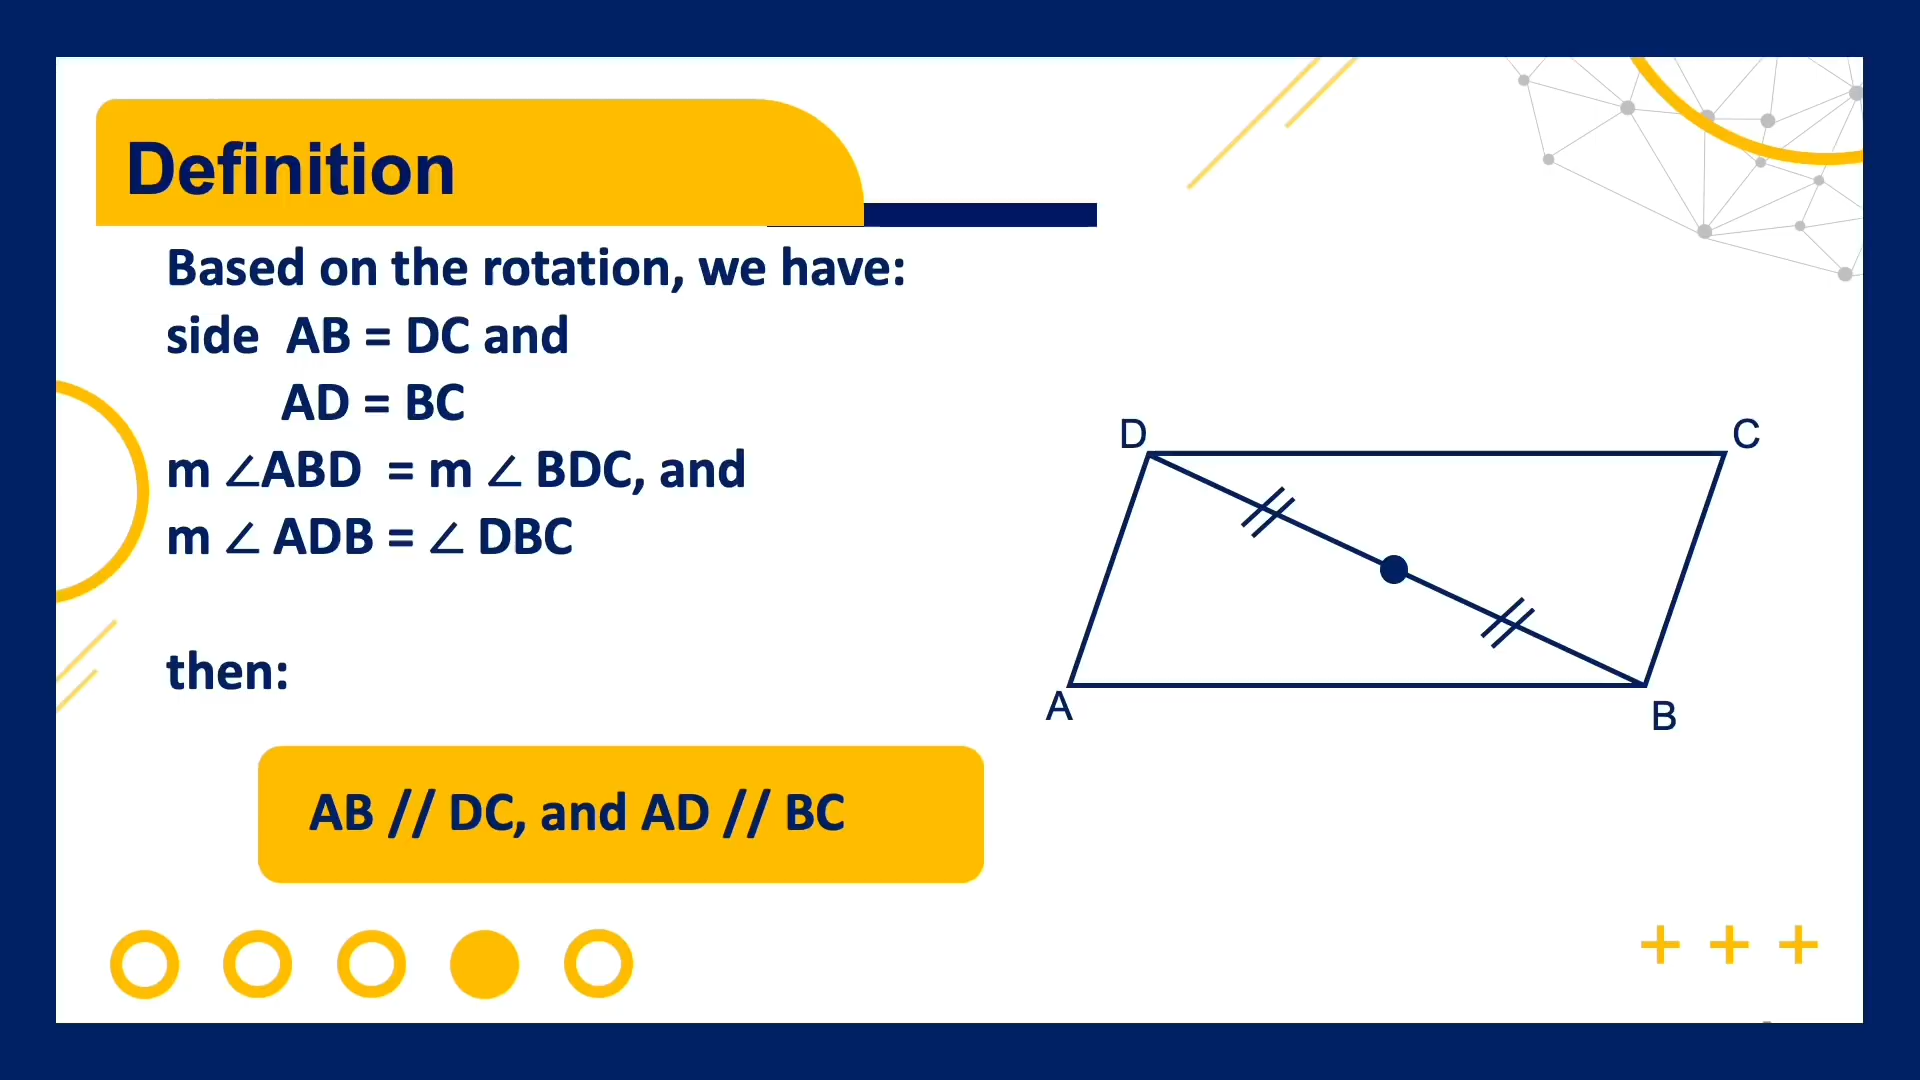 Definition
Based on the rotation, we have:
side AB = DC and
AD = BC
m ∠ABD = m ∠ BDC, and
m ∠ ADB = ∠ DBC
then:
AB // DC, and AD // BC
D
C
A
B